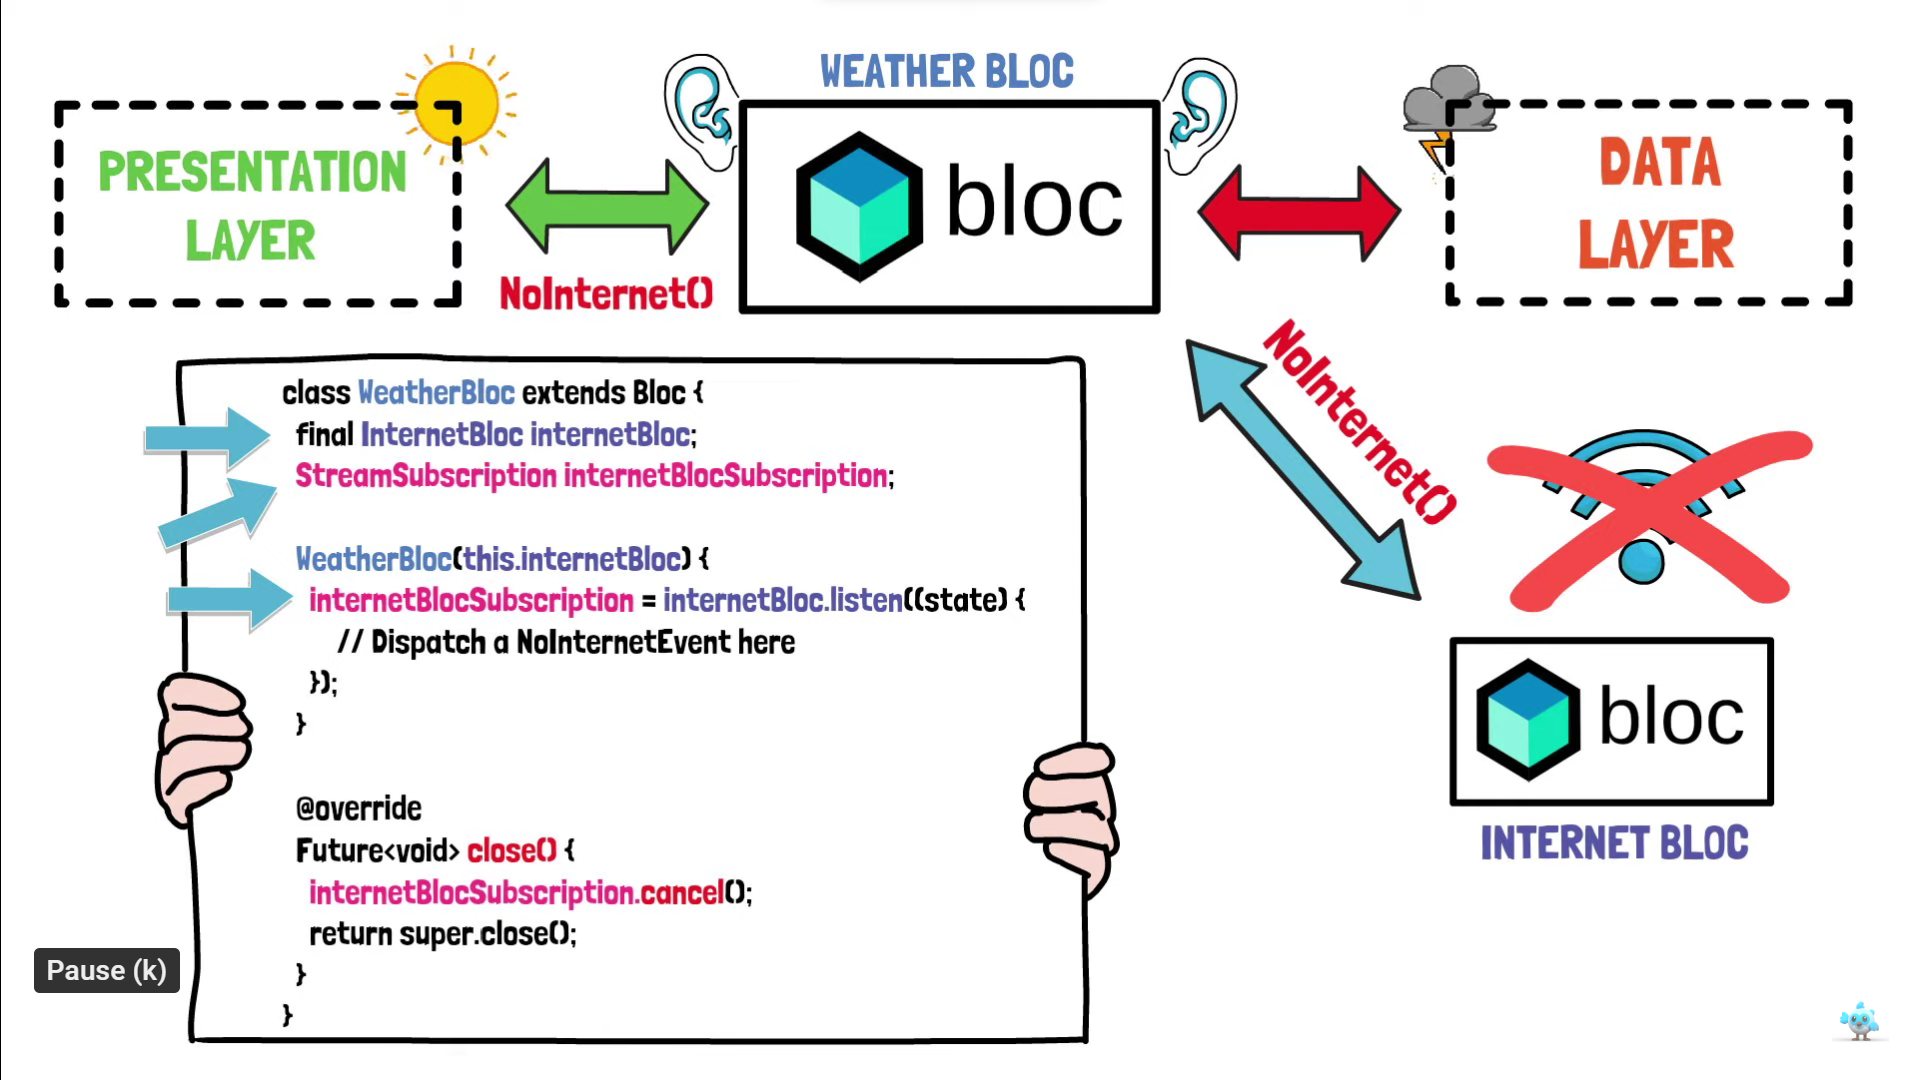 WEATHER BLOC
PRESENTATION
LAYER
bloc
DATA
LAYER
NoInternet()
NoInternet()
class WeatherBloc extends Bloc {
final InternetBloc internetBloc;
StreamSubscription internetBlocSubscription;
WeatherBloc(this.internetBloc) {
internetBlocSubscription = internetBloc.listen((state) {
// Dispatch a NoInternetEvent here
});
}
@override
Future<void> close() {
internetBlocSubscription.cancel();
return super.close();
}
}
bloc
INTERNET BLOC
Pause (k)